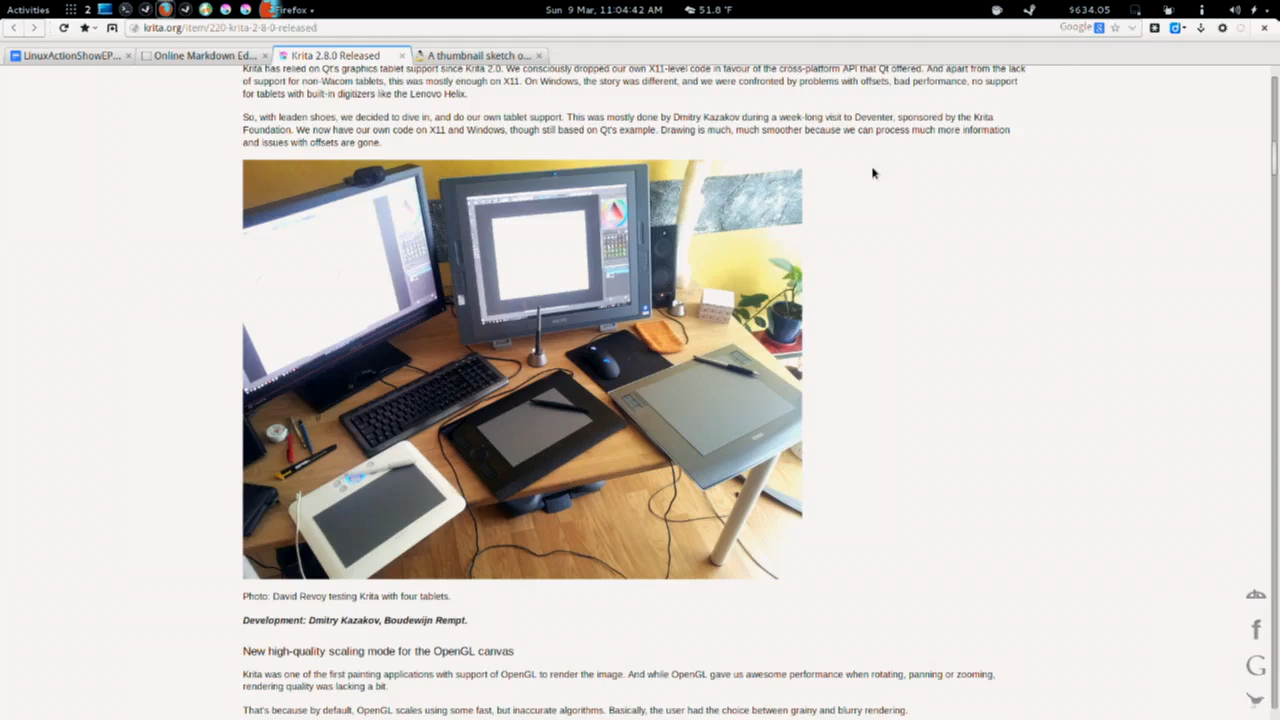 Activities 2 Firefox Sun 9 Mar, 11:04:42 AM 51.8 °F $634.05
krita.org/item/220-krita-2-8-0-released Google
LinuxActionShowEP... × Online Markdown Ed... × Krita 2.8.0 Released × A thumbnail sketch o... ×
Krita has relied on Qt's graphics tablet support since Krita 2.0. We consciously dropped our own X11-level code in favour of the cross-platform API that Qt offered. And apart from the lack
of support for non-Wacom tablets, this was mostly enough on X11. On Windows, the story was different, and we were confronted by problems with offsets, bad performance, no support
for tablets with built-in digitizers like the Lenovo Helix.
So, with leaden shoes, we decided to dive in, and do our own tablet support. This was mostly done by Dmitry Kazakov during a week-long visit to Deventer, sponsored by the Krita
Foundation. We now have our own code on X11 and Windows, though still based on Qt's example. Drawing is much, much smoother because we can process much more information
and issues with offsets are gone.
Photo: David Revoy testing Krita with four tablets.
Development: Dmitry Kazakov, Boudewijn Rempt.
New high-quality scaling mode for the OpenGL canvas
Krita was one of the first painting applications with support of OpenGL to render the image. And while OpenGL gave us awesome performance when rotating, panning or zooming,
rendering quality was lacking a bit.
That's because by default, OpenGL scales using some fast, but inaccurate algorithms. Basically, the user had the choice between grainy and blurry rendering.